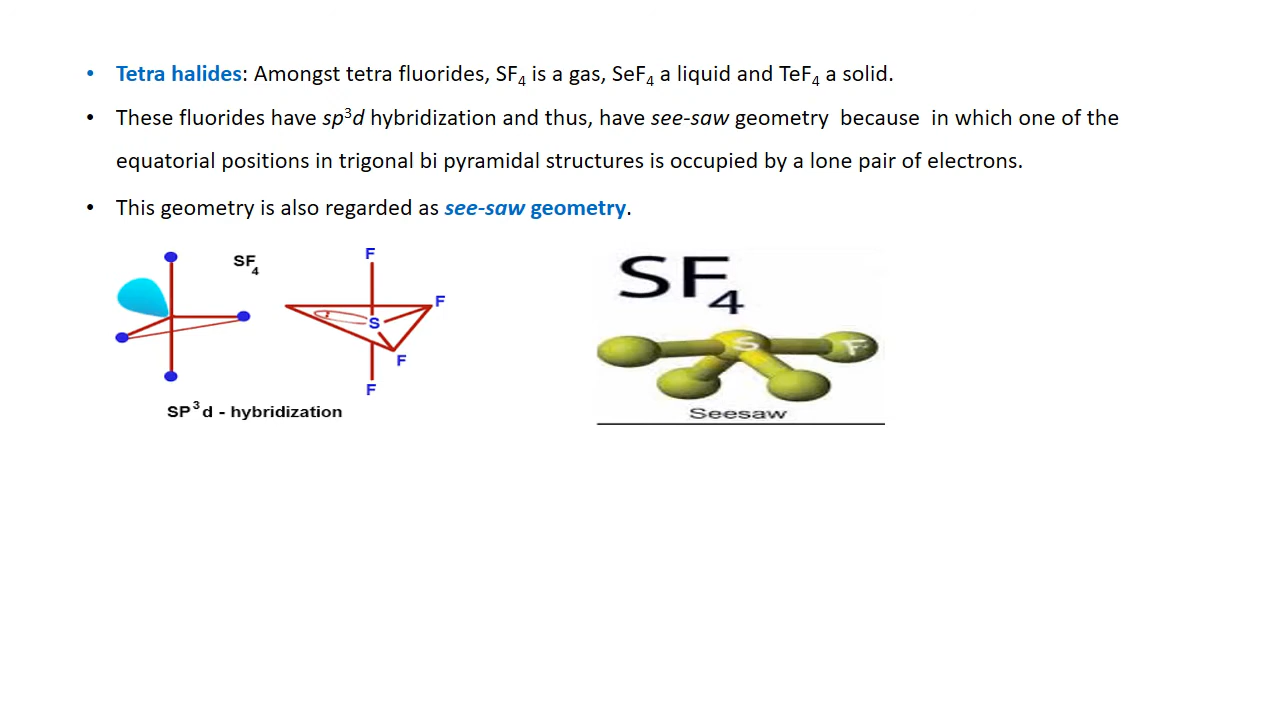 • Tetra halides: Amongst tetra fluorides, SF₄ is a gas, SeF₄ a liquid and TeF₄ a solid.
• These fluorides have sp³d hybridization and thus, have see-saw geometry  because  in which one of the
equatorial positions in trigonal bi pyramidal structures is occupied by a lone pair of electrons.
• This geometry is also regarded as see-saw geometry.
SF₄
F
F
S
F
F
SP³d - hybridization
SF₄
S
F
Seesaw